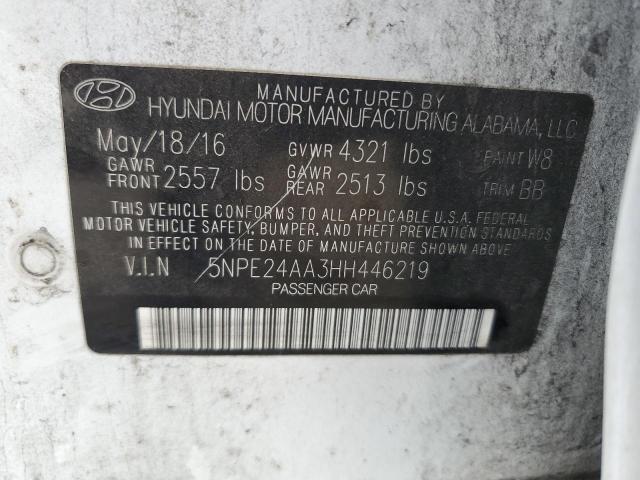 MANUFACTURED BY
HYUNDAI MOTOR MANUFACTURING ALABAMA, LLC
May/18/16 GVWR 4321 lbs PAINT W8
GAWR FRONT 2557 lbs GAWR REAR 2513 lbs TRIM BB
THIS VEHICLE CONFORMS TO ALL APPLICABLE U.S.A. FEDERAL
MOTOR VEHICLE SAFETY, BUMPER, AND THEFT PREVENTION STANDARDS
IN EFFECT ON THE DATE OF MANUFACTURE SHOWN ABOVE.
V.I.N 5NPE24AA3HH446219
PASSENGER CAR